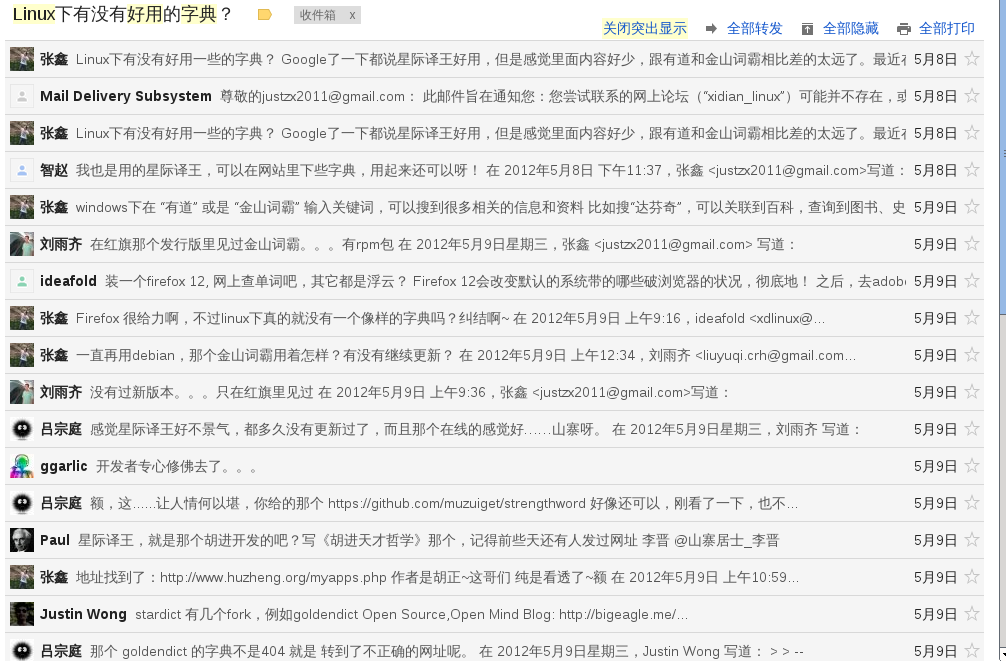 Linux下有没有好用的字典？ 收件箱 x
关闭突出显示 全部转发 全部隐藏 全部打印
张鑫 Linux下有没有好用一些的字典？ Google了一下都说星际译王好用，但是感觉里面内容好少，跟有道和金山词霸相比差的太远了。最近在 5月8日
Mail Delivery Subsystem 尊敬的justzx2011@gmail.com： 此邮件旨在通知您：您尝试联系的网上论坛（“xidian_linux”）可能并不存在，或 5月8日
张鑫 Linux下有没有好用一些的字典？ Google了一下都说星际译王好用，但是感觉里面内容好少，跟有道和金山词霸相比差的太远了。最近在 5月8日
智赵 我也是用的星际译王，可以在网站里下些字典，用起来还可以呀！ 在 2012年5月8日 下午11:37，张鑫 <justzx2011@gmail.com>写道： 5月8日
张鑫 windows下在 “有道” 或是 “金山词霸” 输入关键词，可以搜到很多相关的信息和资料 比如搜“达芬奇”，可以关联到百科，查询到图书、史 5月9日
刘雨齐 在红旗那个发行版里见过金山词霸。。。有rpm包 在 2012年5月9日星期三，张鑫 <justzx2011@gmail.com> 写道： 5月9日
ideafold 装一个firefox 12, 网上查单词吧，其它都是浮云？ Firefox 12会改变默认的系统带的哪些破浏览器的状况，彻底地！ 之后，去adobe 5月9日
张鑫 Firefox 很给力啊，不过linux下真的就没有一个像样的字典吗？纠结啊~ 在 2012年5月9日 上午9:16，ideafold <xdlinux@... 5月9日
张鑫 一直再用debian，那个金山词霸用着怎样？有没有继续更新？ 在 2012年5月9日 上午12:34，刘雨齐 <liuyuqi.crh@gmail.com... 5月9日
刘雨齐 没有过新版本。。。只在红旗里见过 在 2012年5月9日 上午9:36，张鑫 <justzx2011@gmail.com>写道： 5月9日
吕宗庭 感觉星际译王好不景气，都多久没有更新过了，而且那个在线的感觉好……山寨呀。 在 2012年5月9日星期三，刘雨齐 写道： 5月9日
ggarlic 开发者专心修佛去了。。。 5月9日
吕宗庭 额，这……让人情何以堪，你给的那个 https://github.com/muzuiget/strengthword 好像还可以，刚看了一下，也不... 5月9日
Paul 星际译王，就是那个胡进开发的吧？写《胡进天才哲学》那个，记得前些天还有人发过网址 李晋 @山寨居士_李晋 5月9日
张鑫 地址找到了：http://www.huzheng.org/myapps.php 作者是胡正~这哥们 纯是看透了~额 在 2012年5月9日 上午10:59... 5月9日
Justin Wong stardict 有几个fork，例如goldendict Open Source,Open Mind Blog: http://bigeagle.me/... 5月9日
吕宗庭 那个 goldendict 的字典不是404 就是 转到了不正确的网址呢。 在 2012年5月9日星期三，Justin Wong 写道： > > -- 5月9日